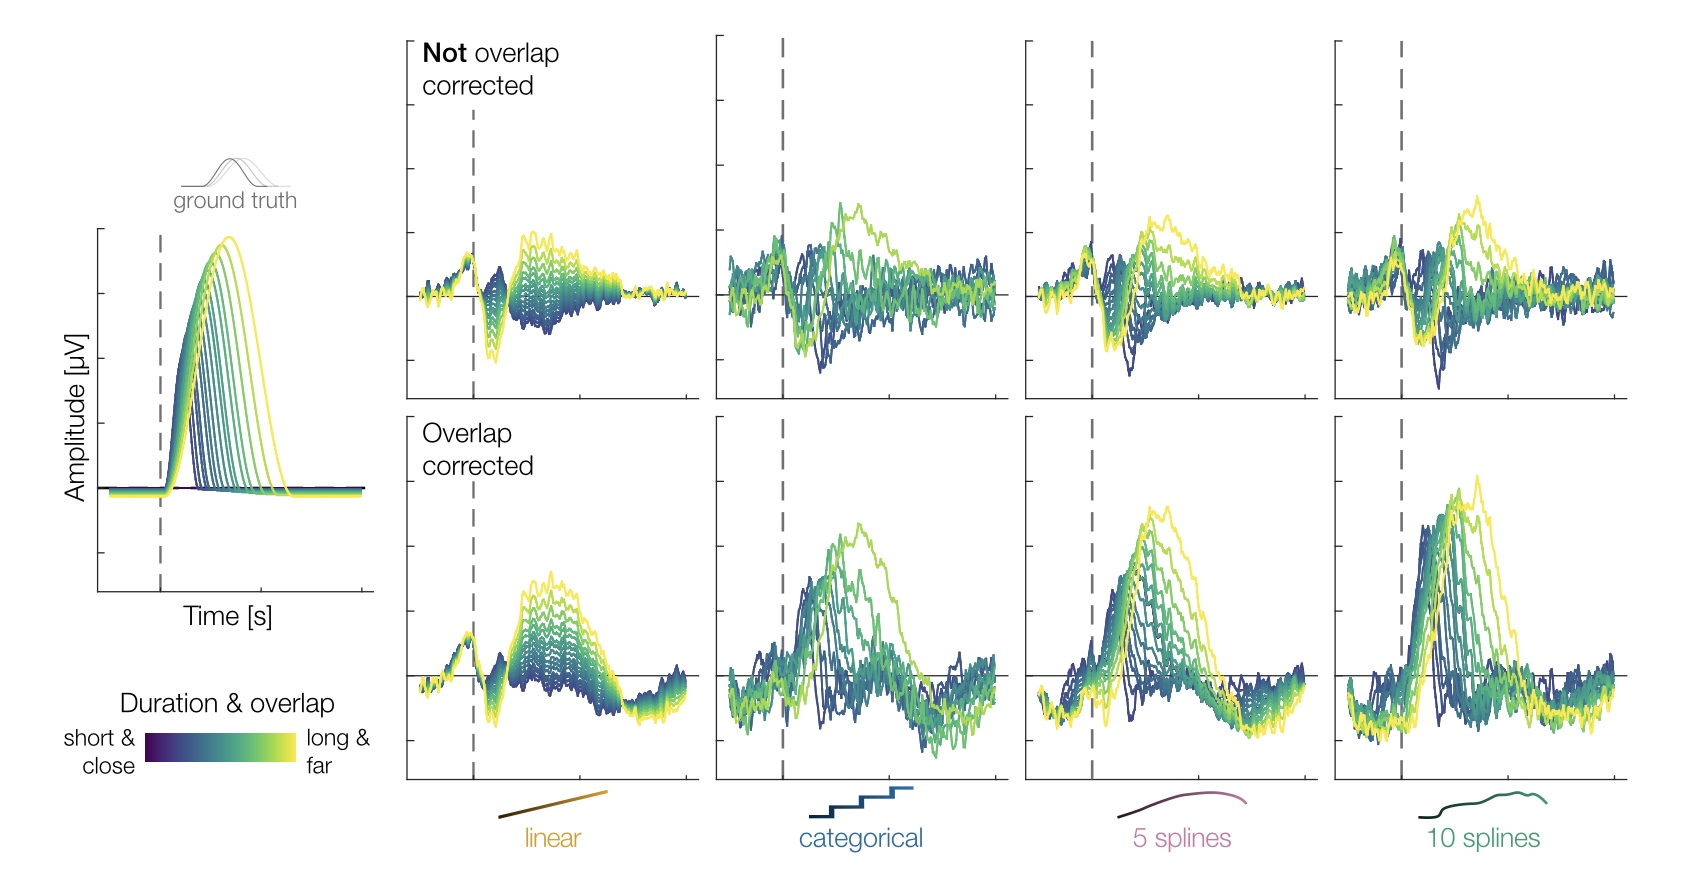 Not overlap
corrected
ground truth
Amplitude [µV]
Time [s]
Overlap
corrected
Duration & overlap
short &
close
long &
far
linear
categorical
5 splines
10 splines